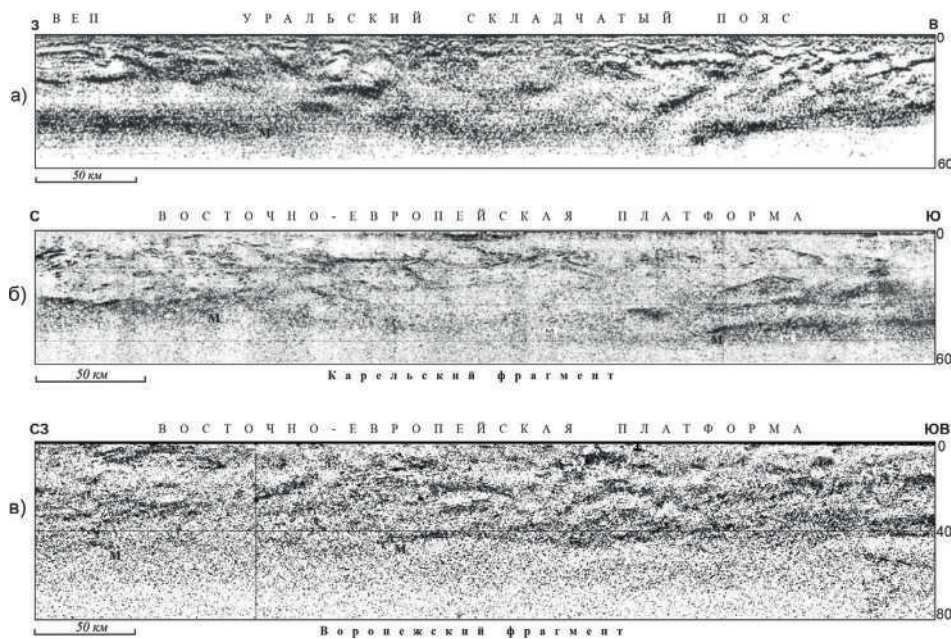 ВЕП УРАЛЬСКИЙ СКЛАДЧАТЫЙ ПОЯС
З В
0
а)
М М
60
50 км
С ВОСТОЧНО-ЕВРОПЕЙСКАЯ ПЛАТФОРМА Ю
0
б)
М М
60
50 км Карельский фрагмент
СЗ ВОСТОЧНО-ЕВРОПЕЙСКАЯ ПЛАТФОРМА ЮВ
0
в)
40
М М
80
50 км Воронежский фрагмент